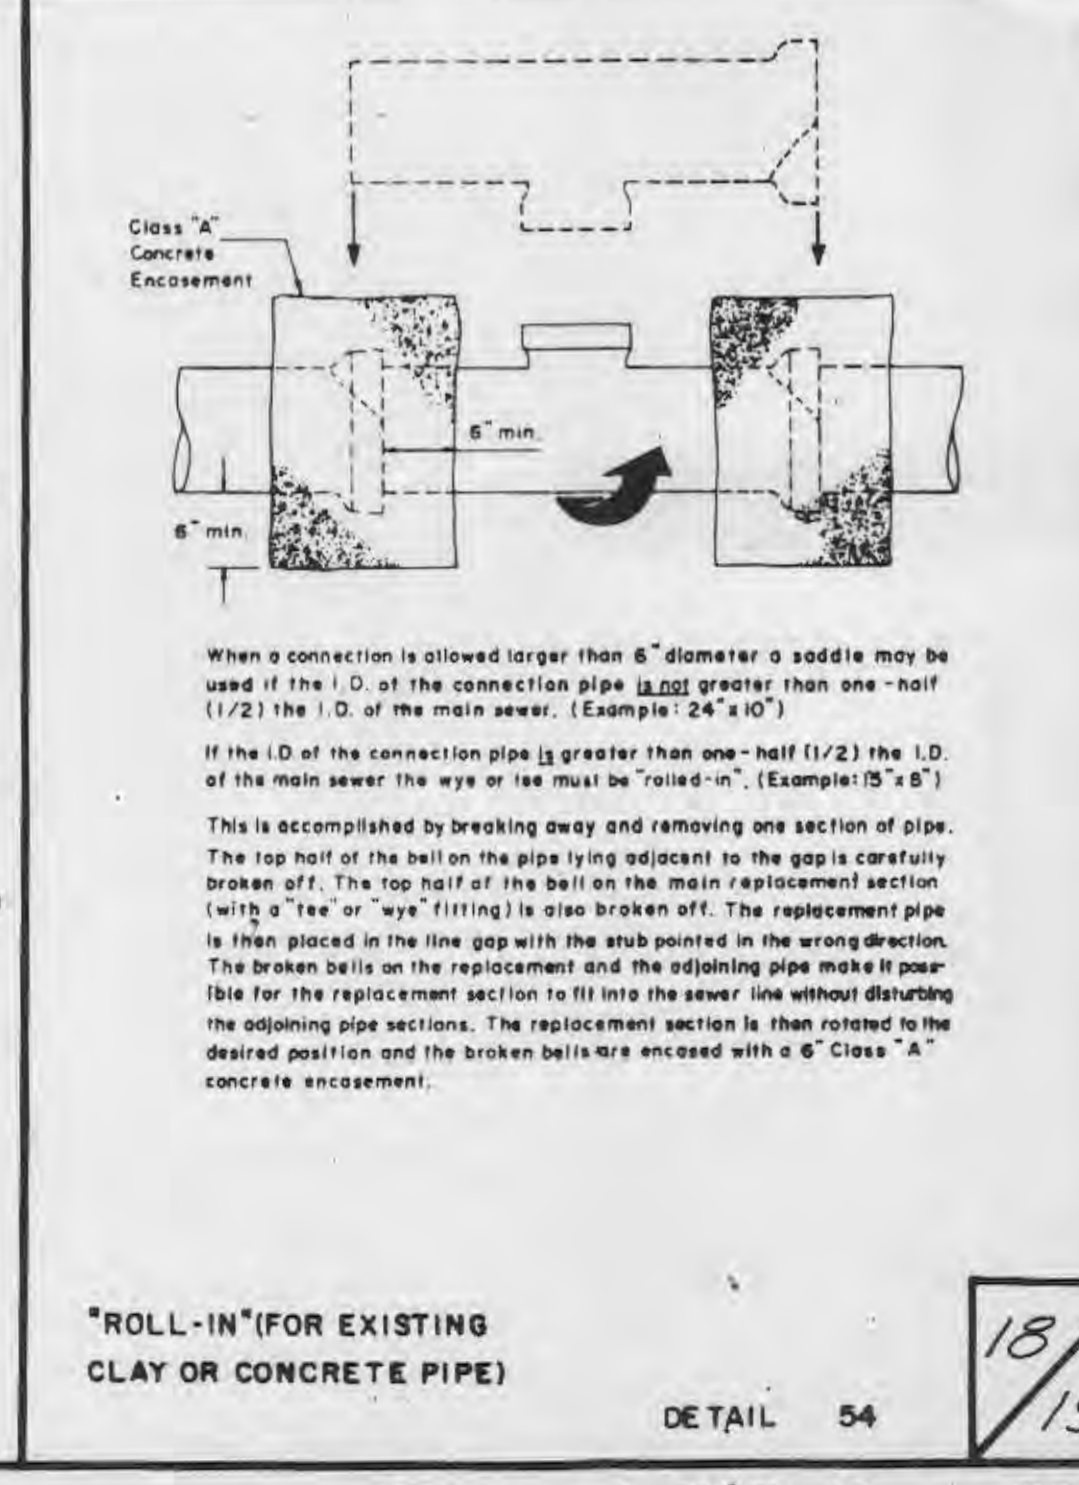 Class "A"
Concrete
Encasement
6" min.
6" min.
When a connection is allowed larger than 6" diameter a saddle may be
used if the I.D. of the connection pipe is not greater than one-half
(1/2) the I.D. of the main sewer. (Example: 24"x10")
If the I.D of the connection pipe is greater than one-half (1/2) the I.D.
of the main sewer the wye or tee must be "rolled-in". (Example: 15"x 8")
This is accomplished by breaking away and removing one section of pipe.
The top half of the bell on the pipe lying adjacent to the gap is carefully
broken off. The top half of the bell on the main replacement section
(with a "tee" or "wye" fitting) is also broken off. The replacement pipe
is then placed in the line gap with the stub pointed in the wrong direction.
The broken bells on the replacement and the adjoining pipe make it poss-
ible for the replacement section to fit into the sewer line without disturbing
the adjoining pipe sections. The replacement section is then rotated to the
desired position and the broken bells are encased with a 6" Class "A"
concrete encasement.
"ROLL-IN"(FOR EXISTING
CLAY OR CONCRETE PIPE)
DETAIL 54
18/